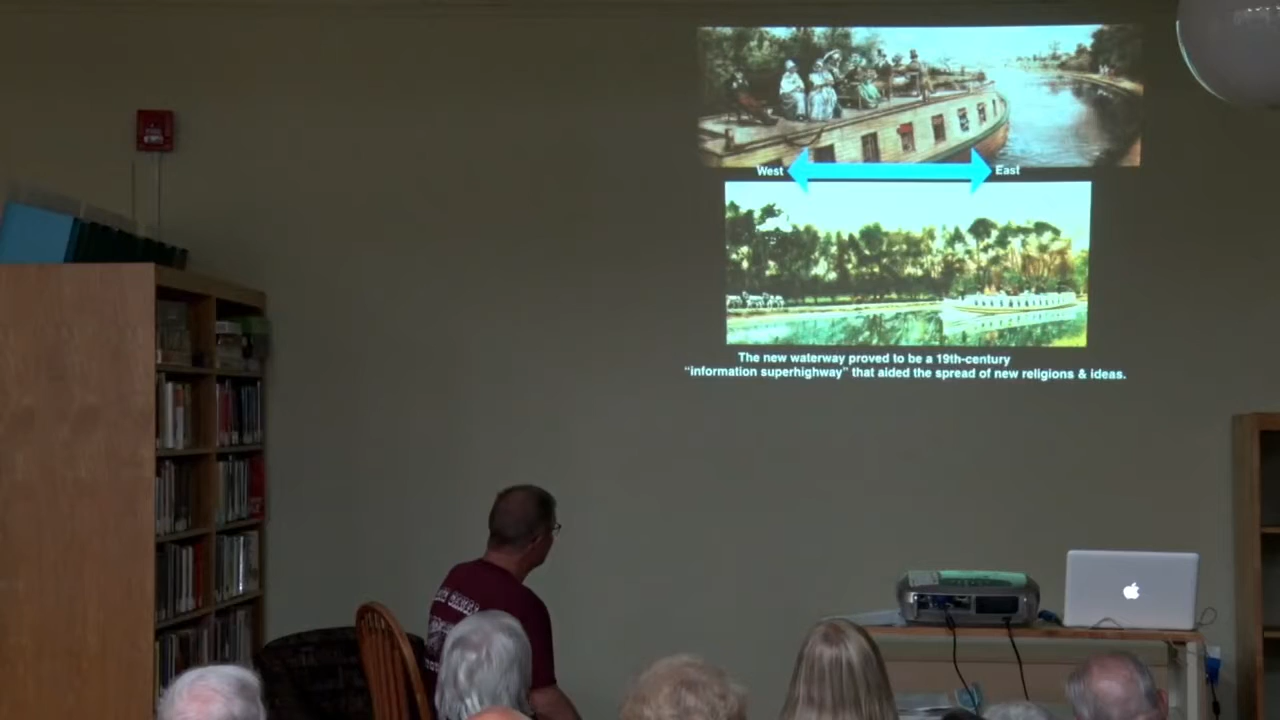 West
East
The new waterway proved to be a 19th-century
“information superhighway” that aided the spread of new religions & ideas.